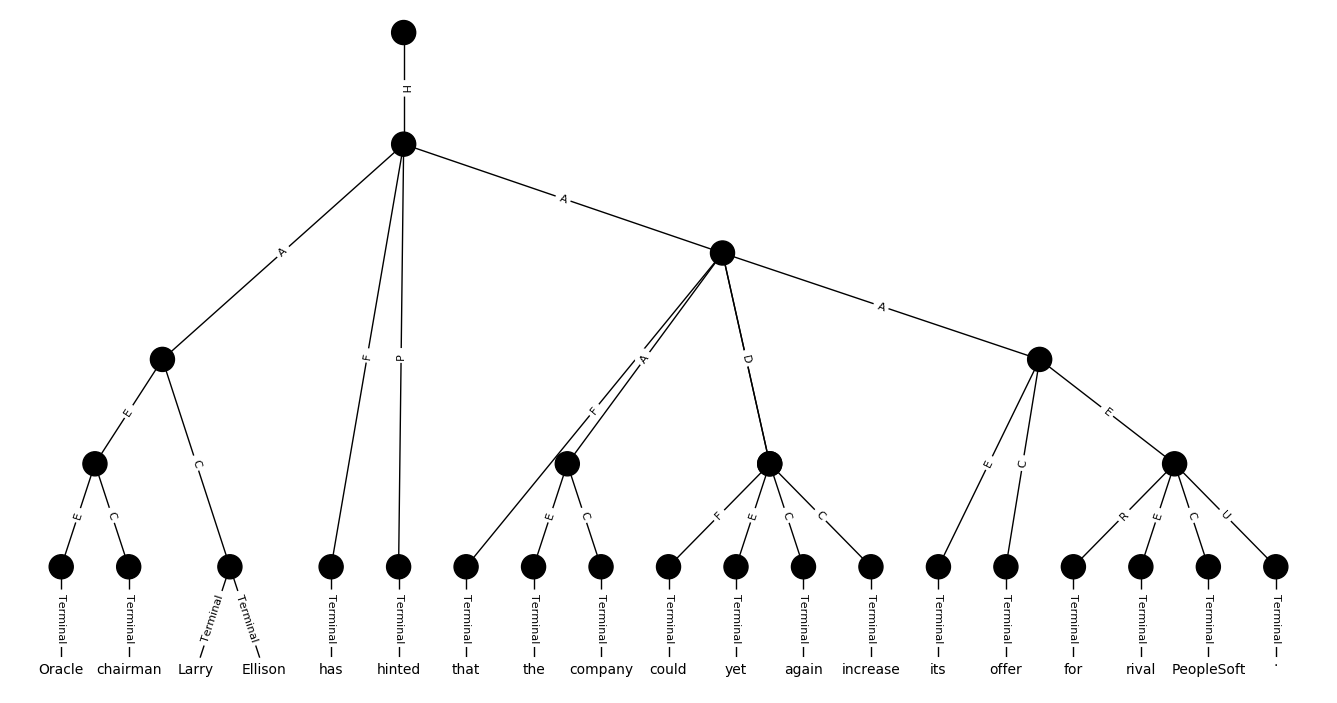 H
A
A
A
F
P
A
F
D
E
C
E
C
E
E
C
E
C
F
E
C
C
R
E
C
U
Terminal Terminal Terminal Terminal Terminal Terminal Terminal Terminal Terminal Terminal Terminal Terminal Terminal Terminal Terminal Terminal Terminal Terminal Terminal
Oracle chairman Larry Ellison has hinted that the company could yet again increase its offer for rival PeopleSoft .